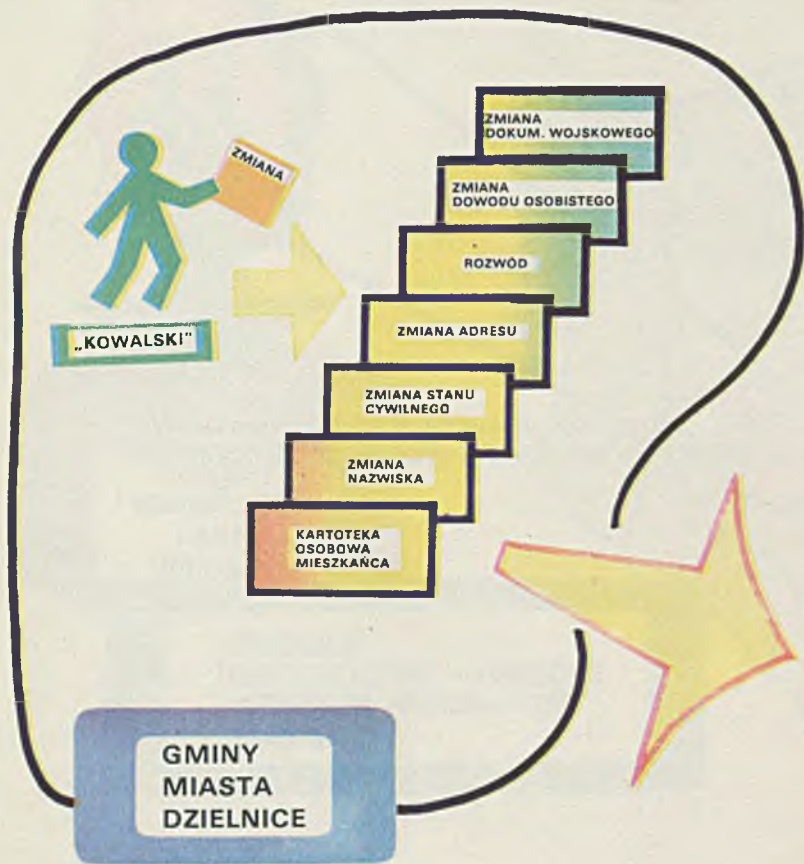 ZMIANA
„KOWALSKI"
ZMIANA
DOKUM. WOJSKOWEGO
ZMIANA
DOWODU OSOBISTEGO
ROZWÓD
ZMIANA ADRESU
ZMIANA STANU
CYWILNEGO
ZMIANA
NAZWISKA
KARTOTEKA
OSOBOWA
MIESZKAŃCA
GMINY
MIASTA
DZIELNICE